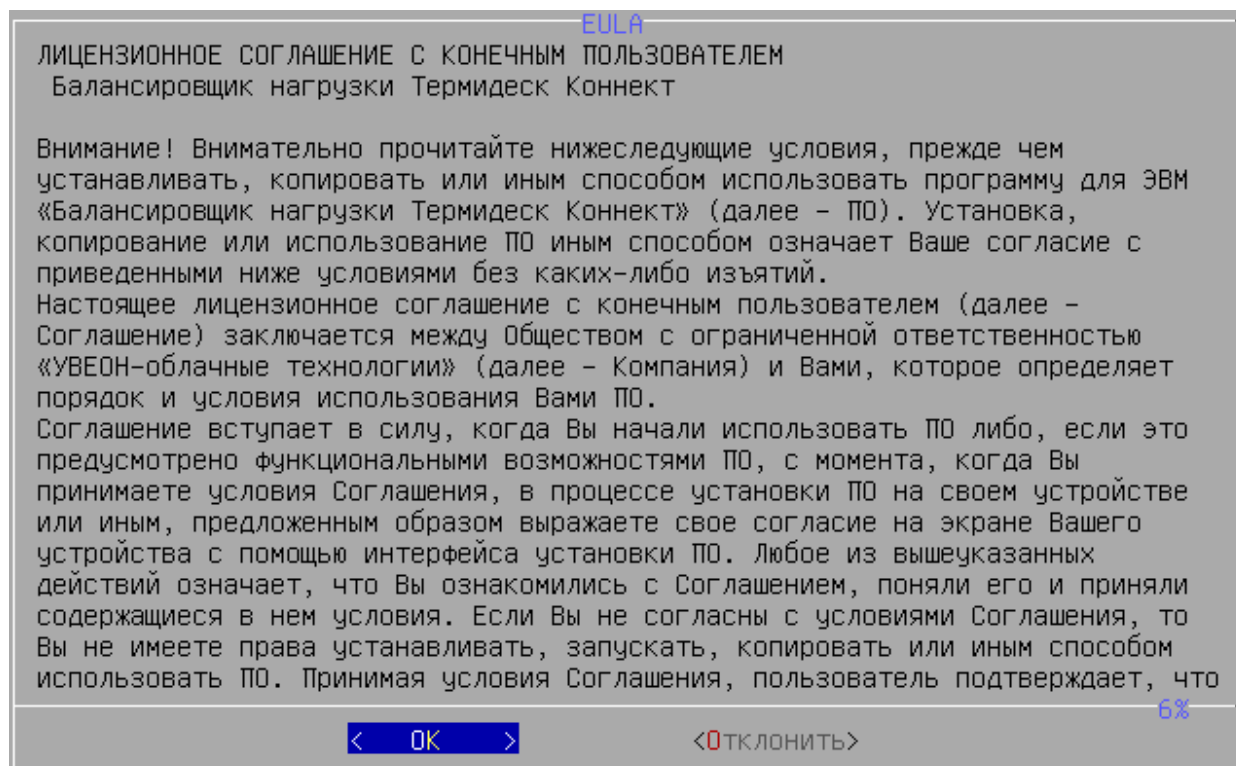 EULA
ЛИЦЕНЗИОННОЕ СОГЛАШЕНИЕ С КОНЕЧНЫМ ПОЛЬЗОВАТЕЛЕМ
Балансировщик нагрузки Термидеск Коннект
Внимание! Внимательно прочитайте нижеследующие условия, прежде чем
устанавливать, копировать или иным способом использовать программу для ЭВМ
«Балансировщик нагрузки Термидеск Коннект» (далее – ПО). Установка,
копирование или использование ПО иным способом означает Ваше согласие с
приведенными ниже условиями без каких-либо изъятий.
Настоящее лицензионное соглашение с конечным пользователем (далее –
Соглашение) заключается между Обществом с ограниченной ответственностью
«УВЕОН-облачные технологии» (далее – Компания) и Вами, которое определяет
порядок и условия использования Вами ПО.
Соглашение вступает в силу, когда Вы начали использовать ПО либо, если это
предусмотрено функциональными возможностями ПО, с момента, когда Вы
принимаете условия Соглашения, в процессе установки ПО на своем устройстве
или иным, предложенным образом выражаете свое согласие на экране Вашего
устройства с помощью интерфейса установки ПО. Любое из вышеуказанных
действий означает, что Вы ознакомились с Соглашением, поняли его и приняли
содержащиеся в нем условия. Если Вы не согласны с условиями Соглашения, то
Вы не имеете права устанавливать, запускать, копировать или иным способом
использовать ПО. Принимая условия Соглашения, пользователь подтверждает, что
6%
< OK > <Отклонить>